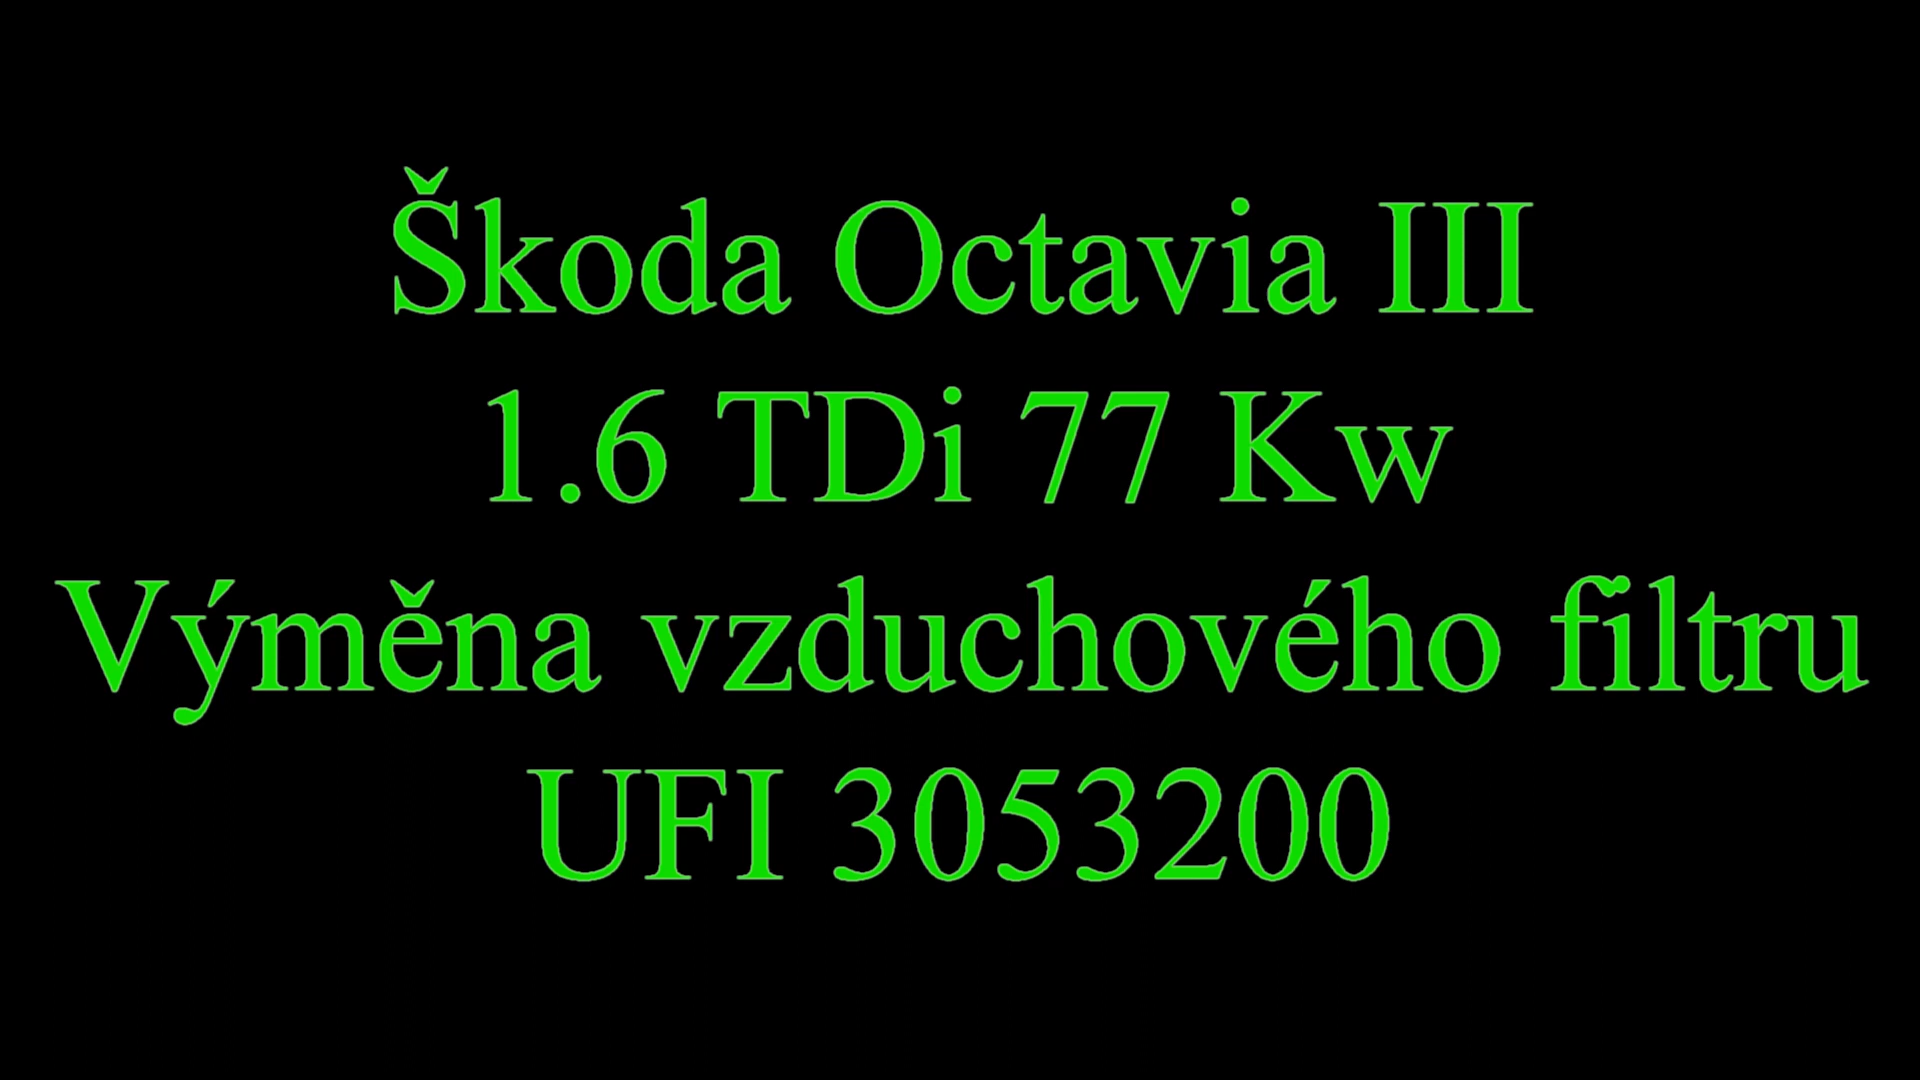 Škoda Octavia III
1.6 TDi 77 Kw
Výměna vzduchového filtru
UFI 3053200